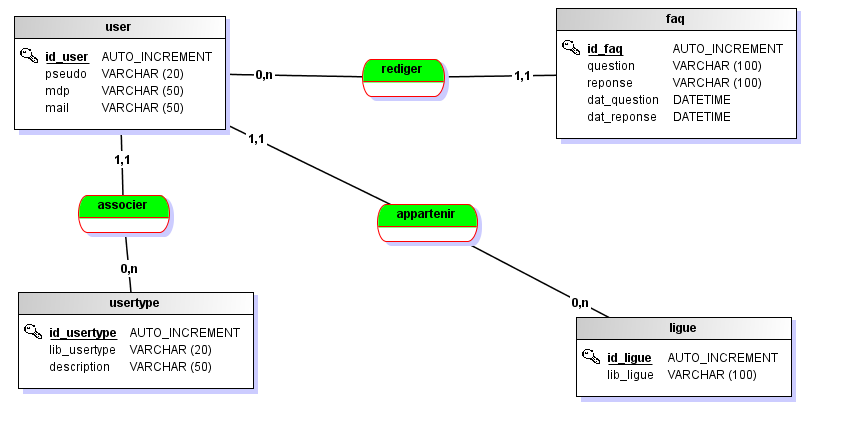 user
id_user AUTO_INCREMENT
pseudo VARCHAR (20)
mdp VARCHAR (50)
mail VARCHAR (50)
0,n
rediger
1,1
faq
id_faq AUTO_INCREMENT
question VARCHAR (100)
reponse VARCHAR (100)
dat_question DATETIME
dat_reponse DATETIME
1,1
associer
0,n
1,1
appartenir
0,n
usertype
id_usertype AUTO_INCREMENT
lib_usertype VARCHAR (20)
description VARCHAR (50)
ligue
id_ligue AUTO_INCREMENT
lib_ligue VARCHAR (100)